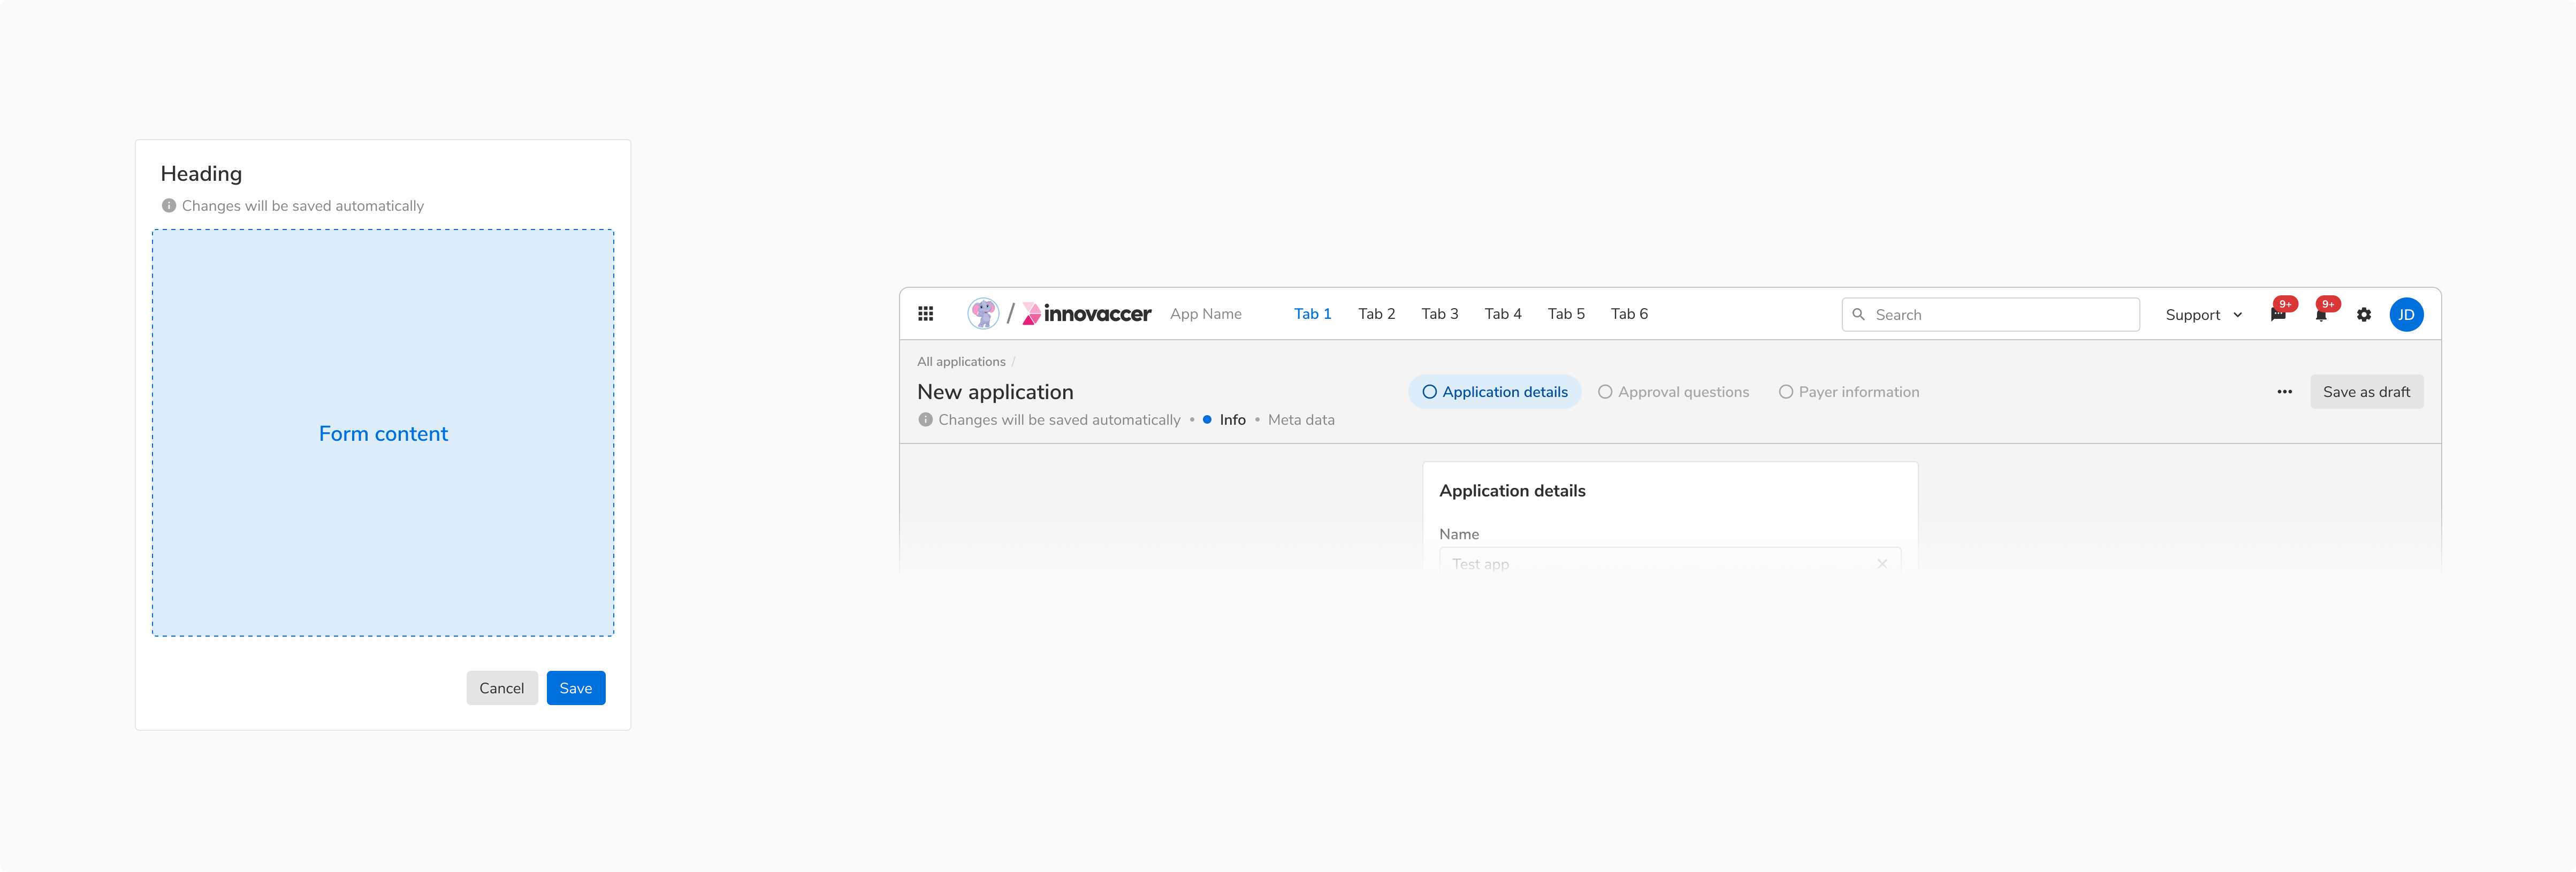 Heading
Changes will be saved automatically
Form content
Cancel Save
innovaccer App Name Tab 1 Tab 2 Tab 3 Tab 4 Tab 5 Tab 6 Search Support 9+ 9+ JD
All applications /
New application Application details Approval questions Payer information Save as draft
Changes will be saved automatically • Info • Meta data
Application details
Name
Test app